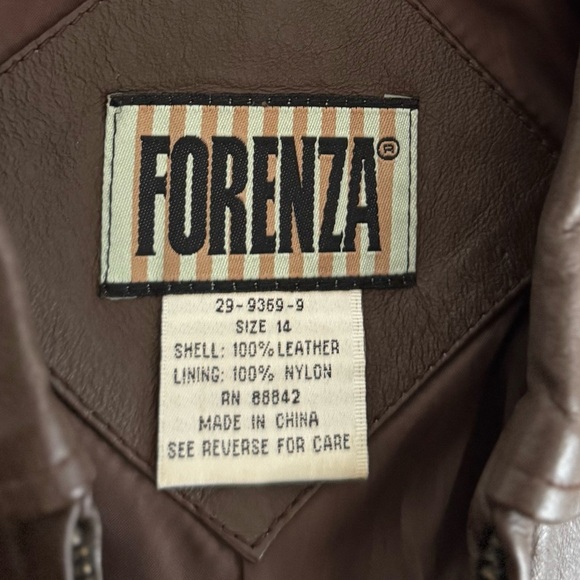 FORENZA®
29-9369-9
SIZE 14
SHELL: 100% LEATHER
LINING: 100% NYLON
RN 88842
MADE IN CHINA
SEE REVERSE FOR CARE